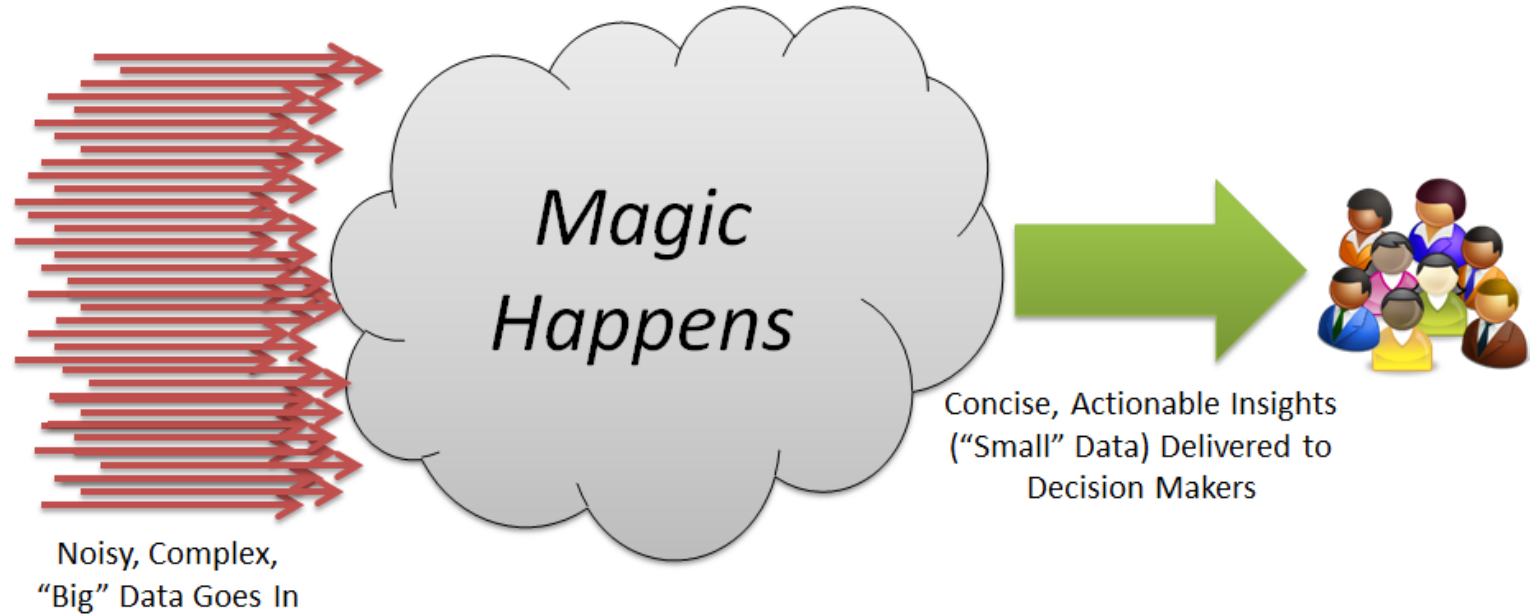 Magic
Happens
Concise, Actionable Insights
(“Small” Data) Delivered to
Decision Makers
Noisy, Complex,
“Big” Data Goes In